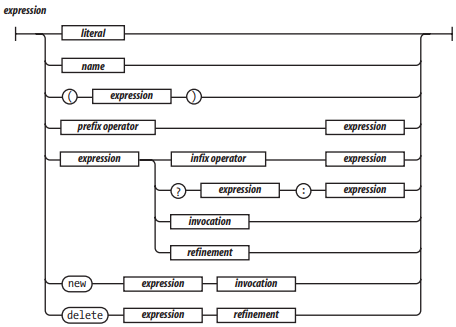 expression
literal
name
( expression )
prefix operator expression
expression infix operator expression
? expression : expression
invocation
refinement
new expression invocation
delete expression refinement